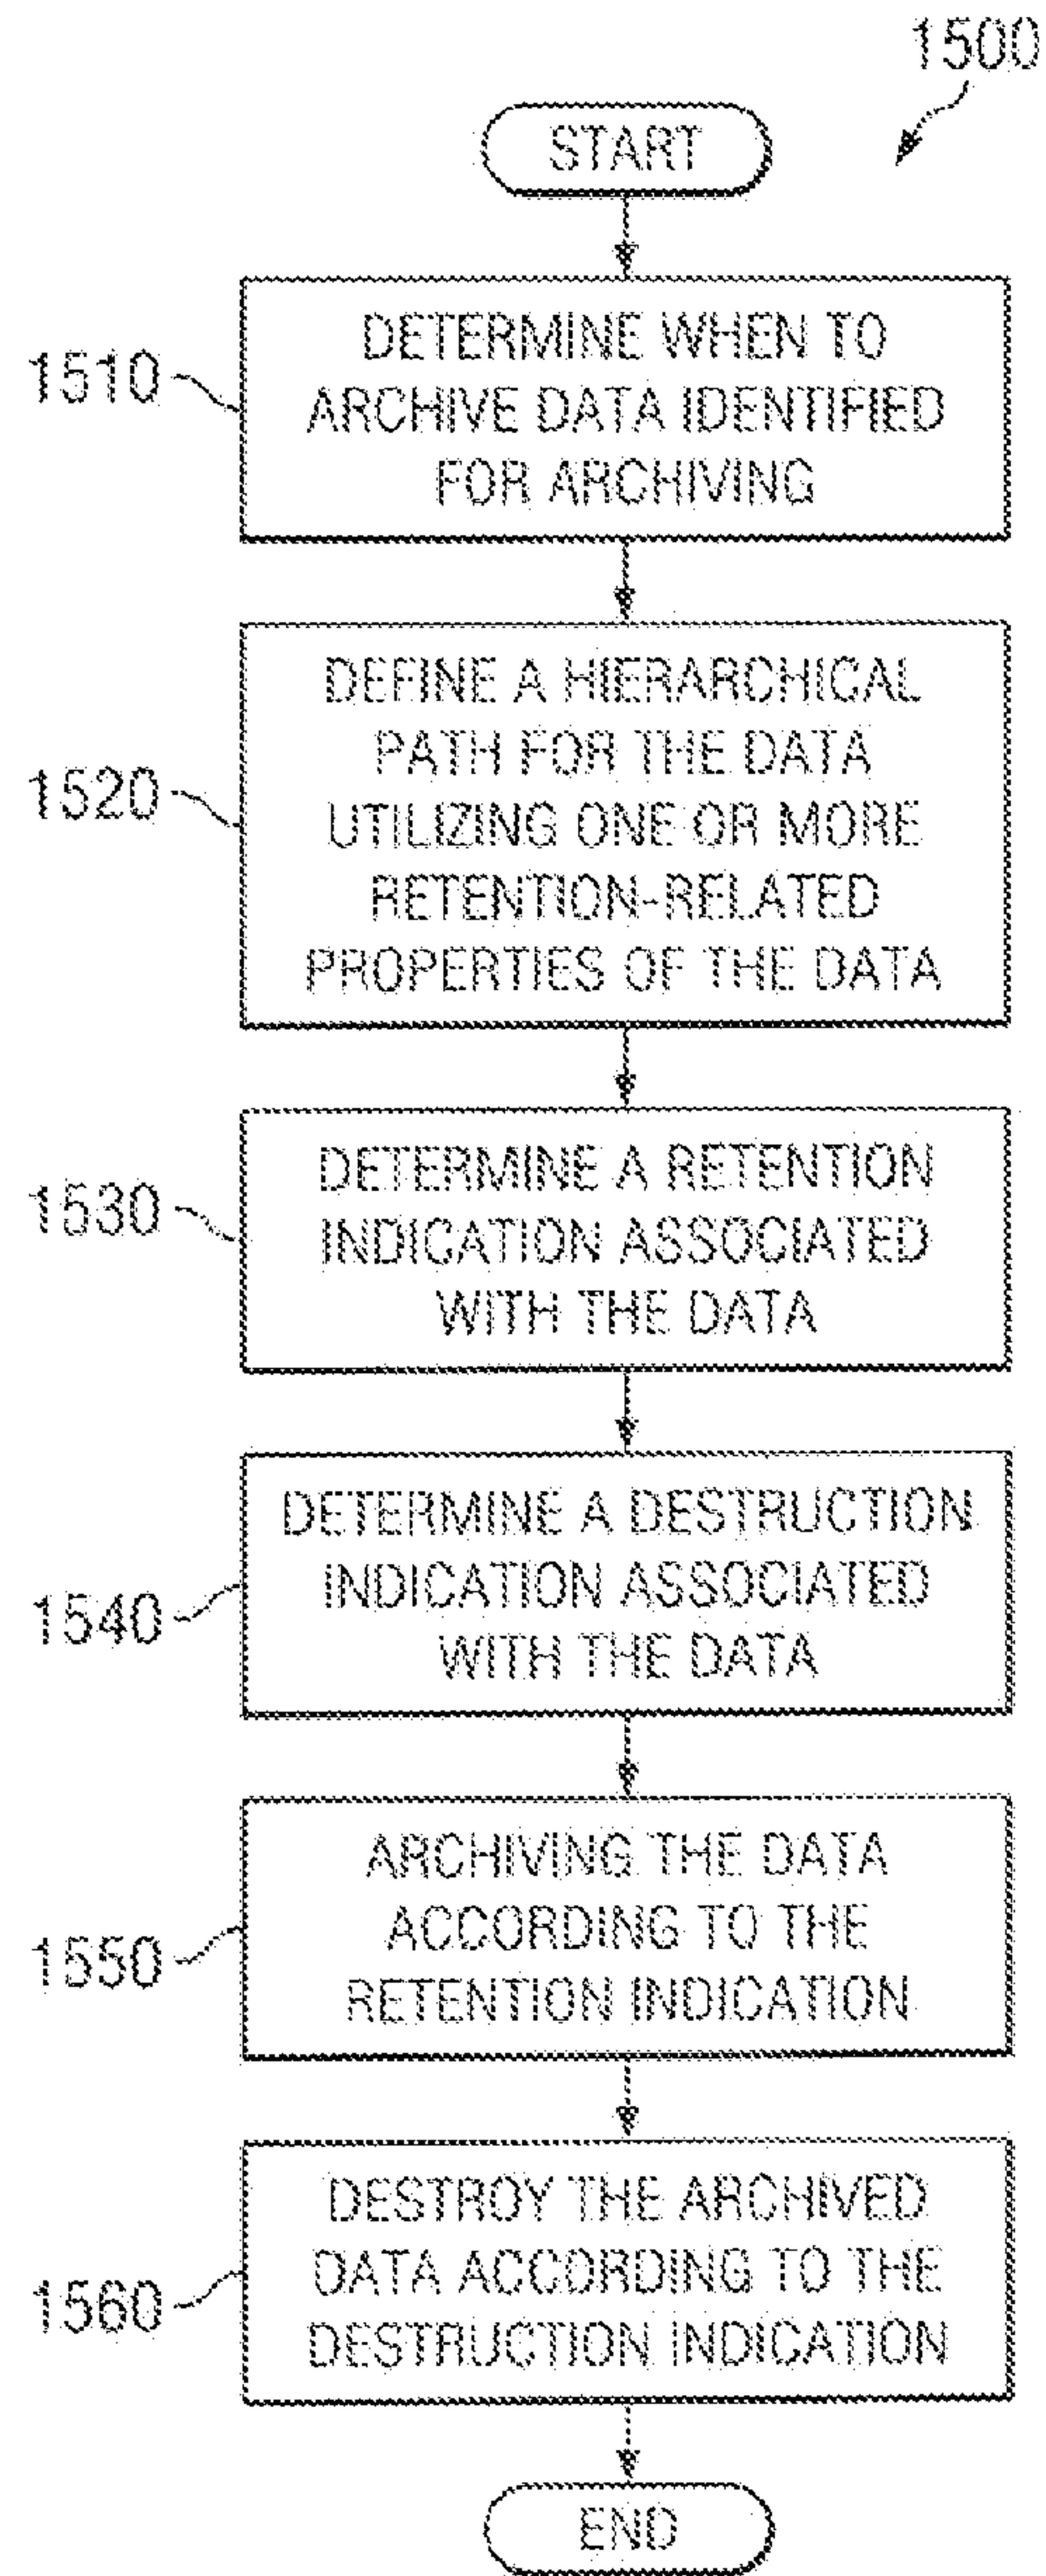 1500
START
1510
DETERMINE WHEN TO
ARCHIVE DATA IDENTIFIED
FOR ARCHIVING
1520
DEFINE A HIERARCHICAL
PATH FOR THE DATA
UTILIZING ONE OR MORE
RETENTION-RELATED
PROPERTIES OF THE DATA
1530
DETERMINE A RETENTION
INDICATION ASSOCIATED
WITH THE DATA
1540
DETERMINE A DESTRUCTION
INDICATION ASSOCIATED
WITH THE DATA
1550
ARCHIVING THE DATA
ACCORDING TO THE
RETENTION INDICATION
1560
DESTROY THE ARCHIVED
DATA ACCORDING TO THE
DESTRUCTION INDICATION
END